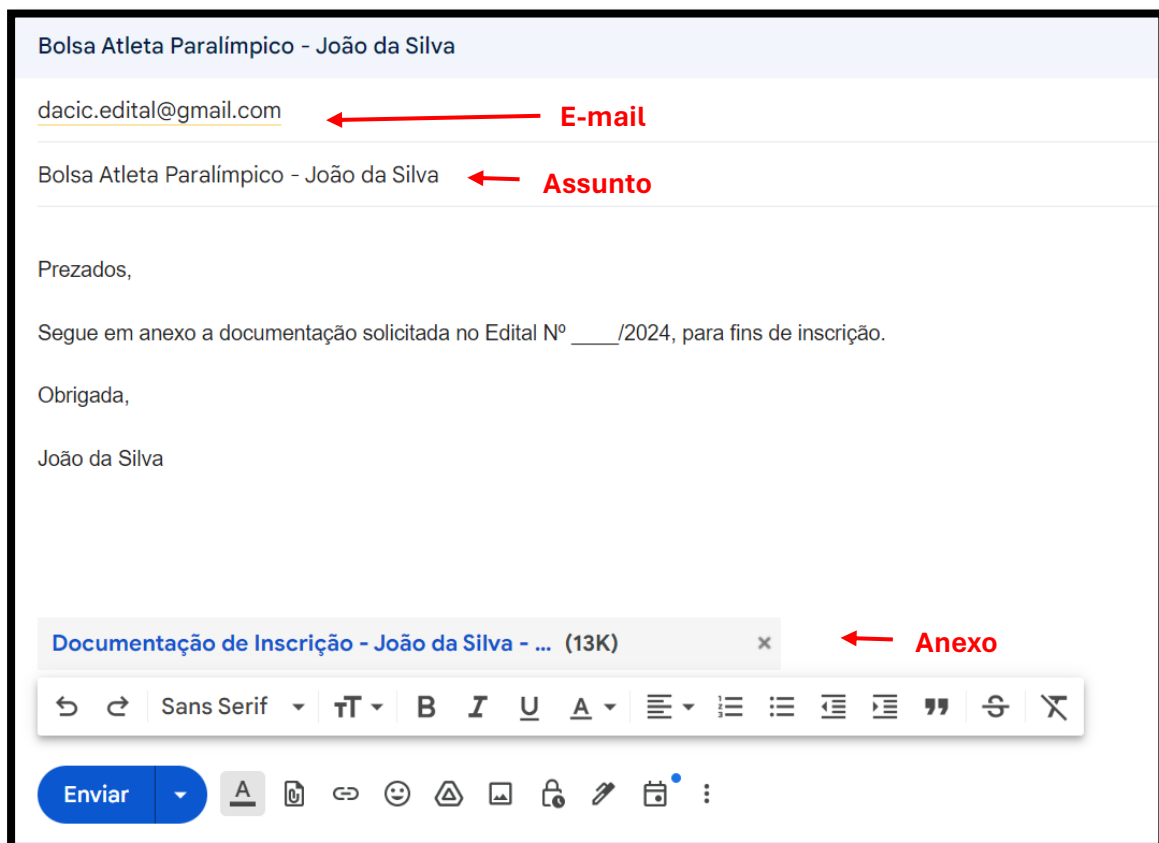 Bolsa Atleta Paralímpico - João da Silva
dacic.edital@gmail.com E-mail
Bolsa Atleta Paralímpico - João da Silva Assunto
Prezados,
Segue em anexo a documentação solicitada no Edital Nº ____/2024, para fins de inscrição.
Obrigada,
João da Silva
Documentação de Inscrição - João da Silva - ... (13K) × Anexo
Sans Serif B I U A
Enviar A